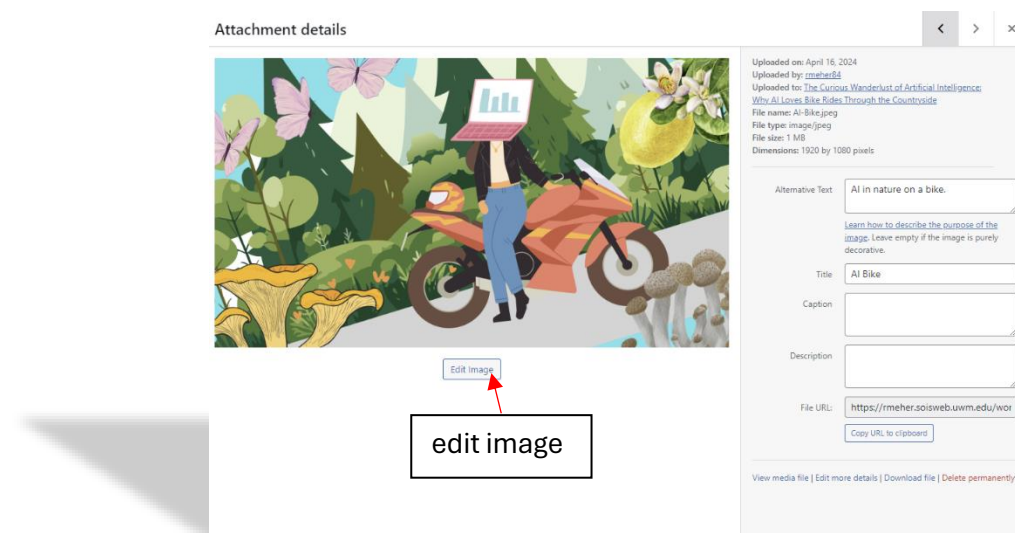 Attachment details
Uploaded on: April 16, 2024
Uploaded by: rmeher84
Uploaded to: The Curious Wanderlust of Artificial Intelligence:
Why AI Loves Bike Rides Through the Countryside
File name: AI-Bike.jpeg
File type: image/jpeg
File size: 1 MB
Dimensions: 1920 by 1080 pixels
Alternative Text
AI in nature on a bike.
Learn how to describe the purpose of the
image. Leave empty if the image is purely
decorative.
Title
AI Bike
Caption
Description
Edit Image
edit image
File URL:
https://rmeher.soisweb.uwm.edu/wor
Copy URL to clipboard
View media file | Edit more details | Download file | Delete permanently